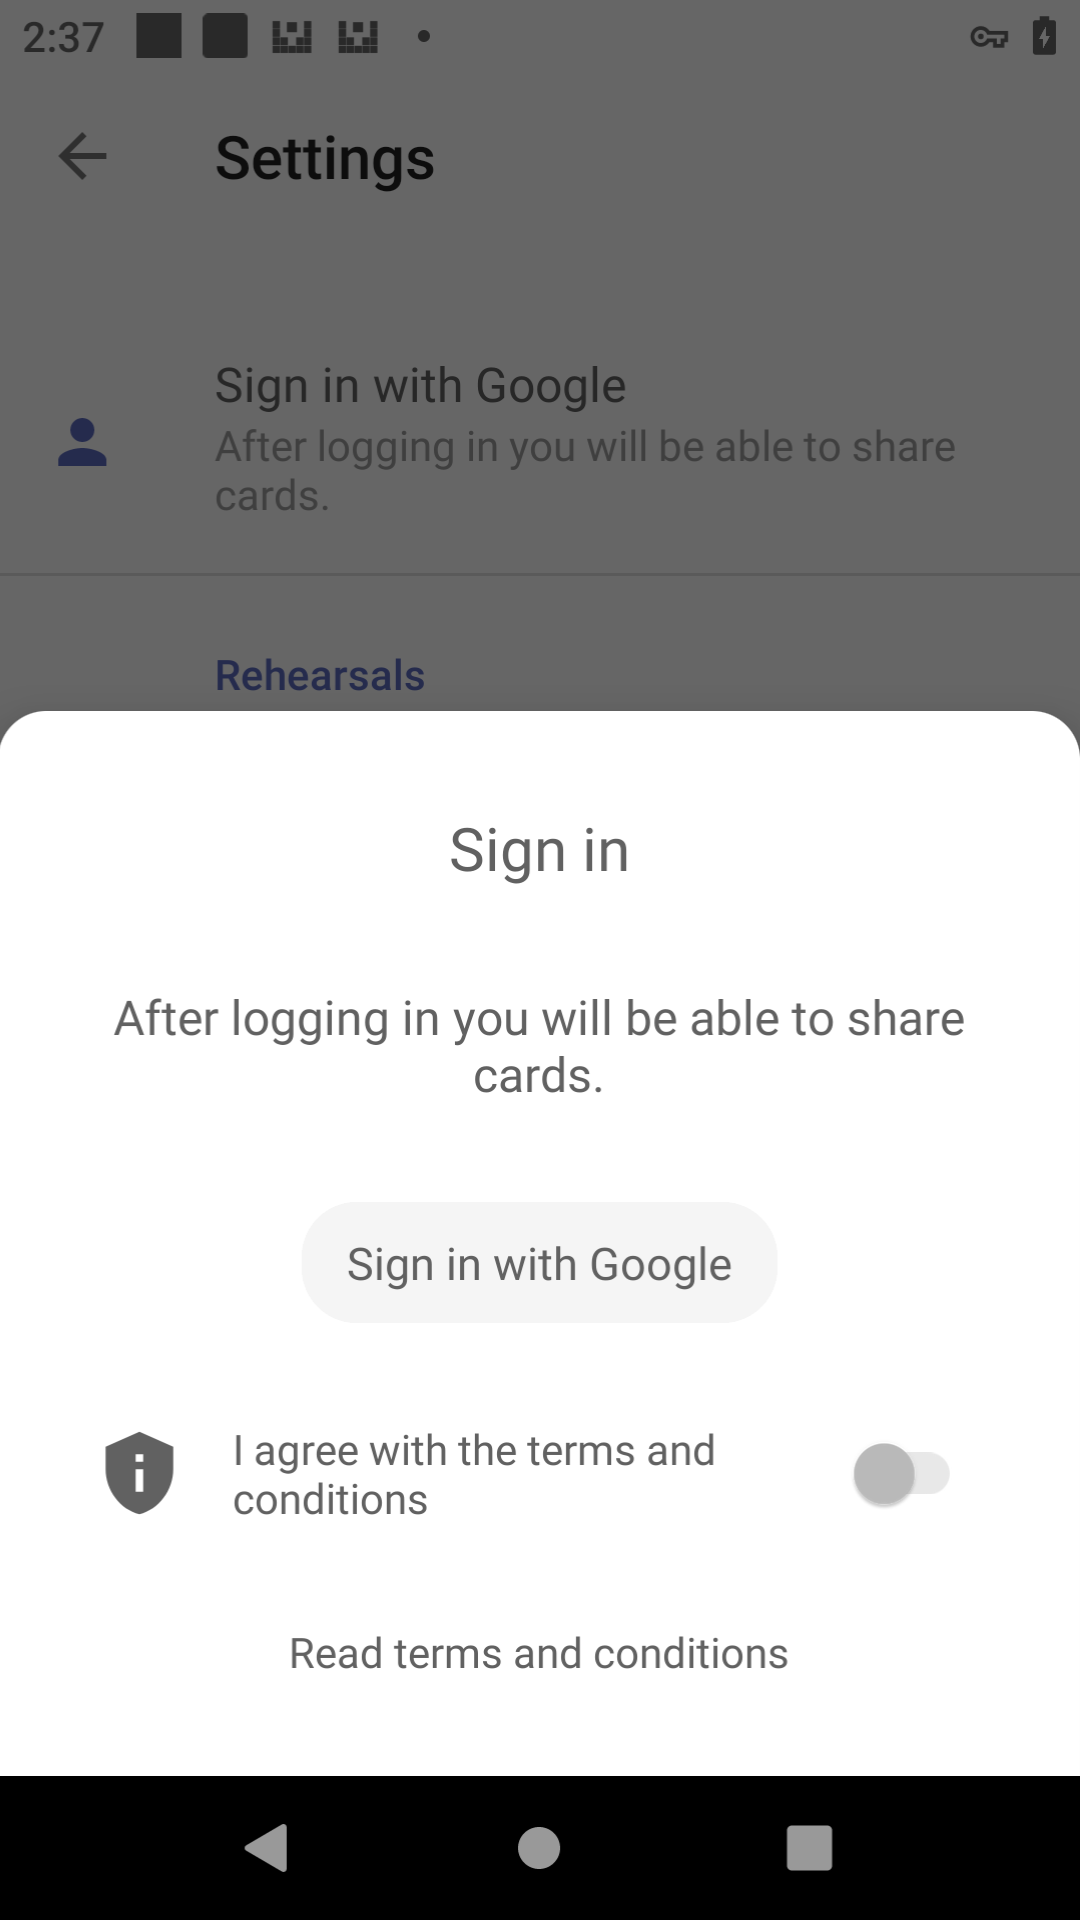 2:37
Settings
Sign in with Google
After logging in you will be able to share
cards.
Rehearsals
Sign in
After logging in you will be able to share
cards.
Sign in with Google
I agree with the terms and
conditions
Read terms and conditions